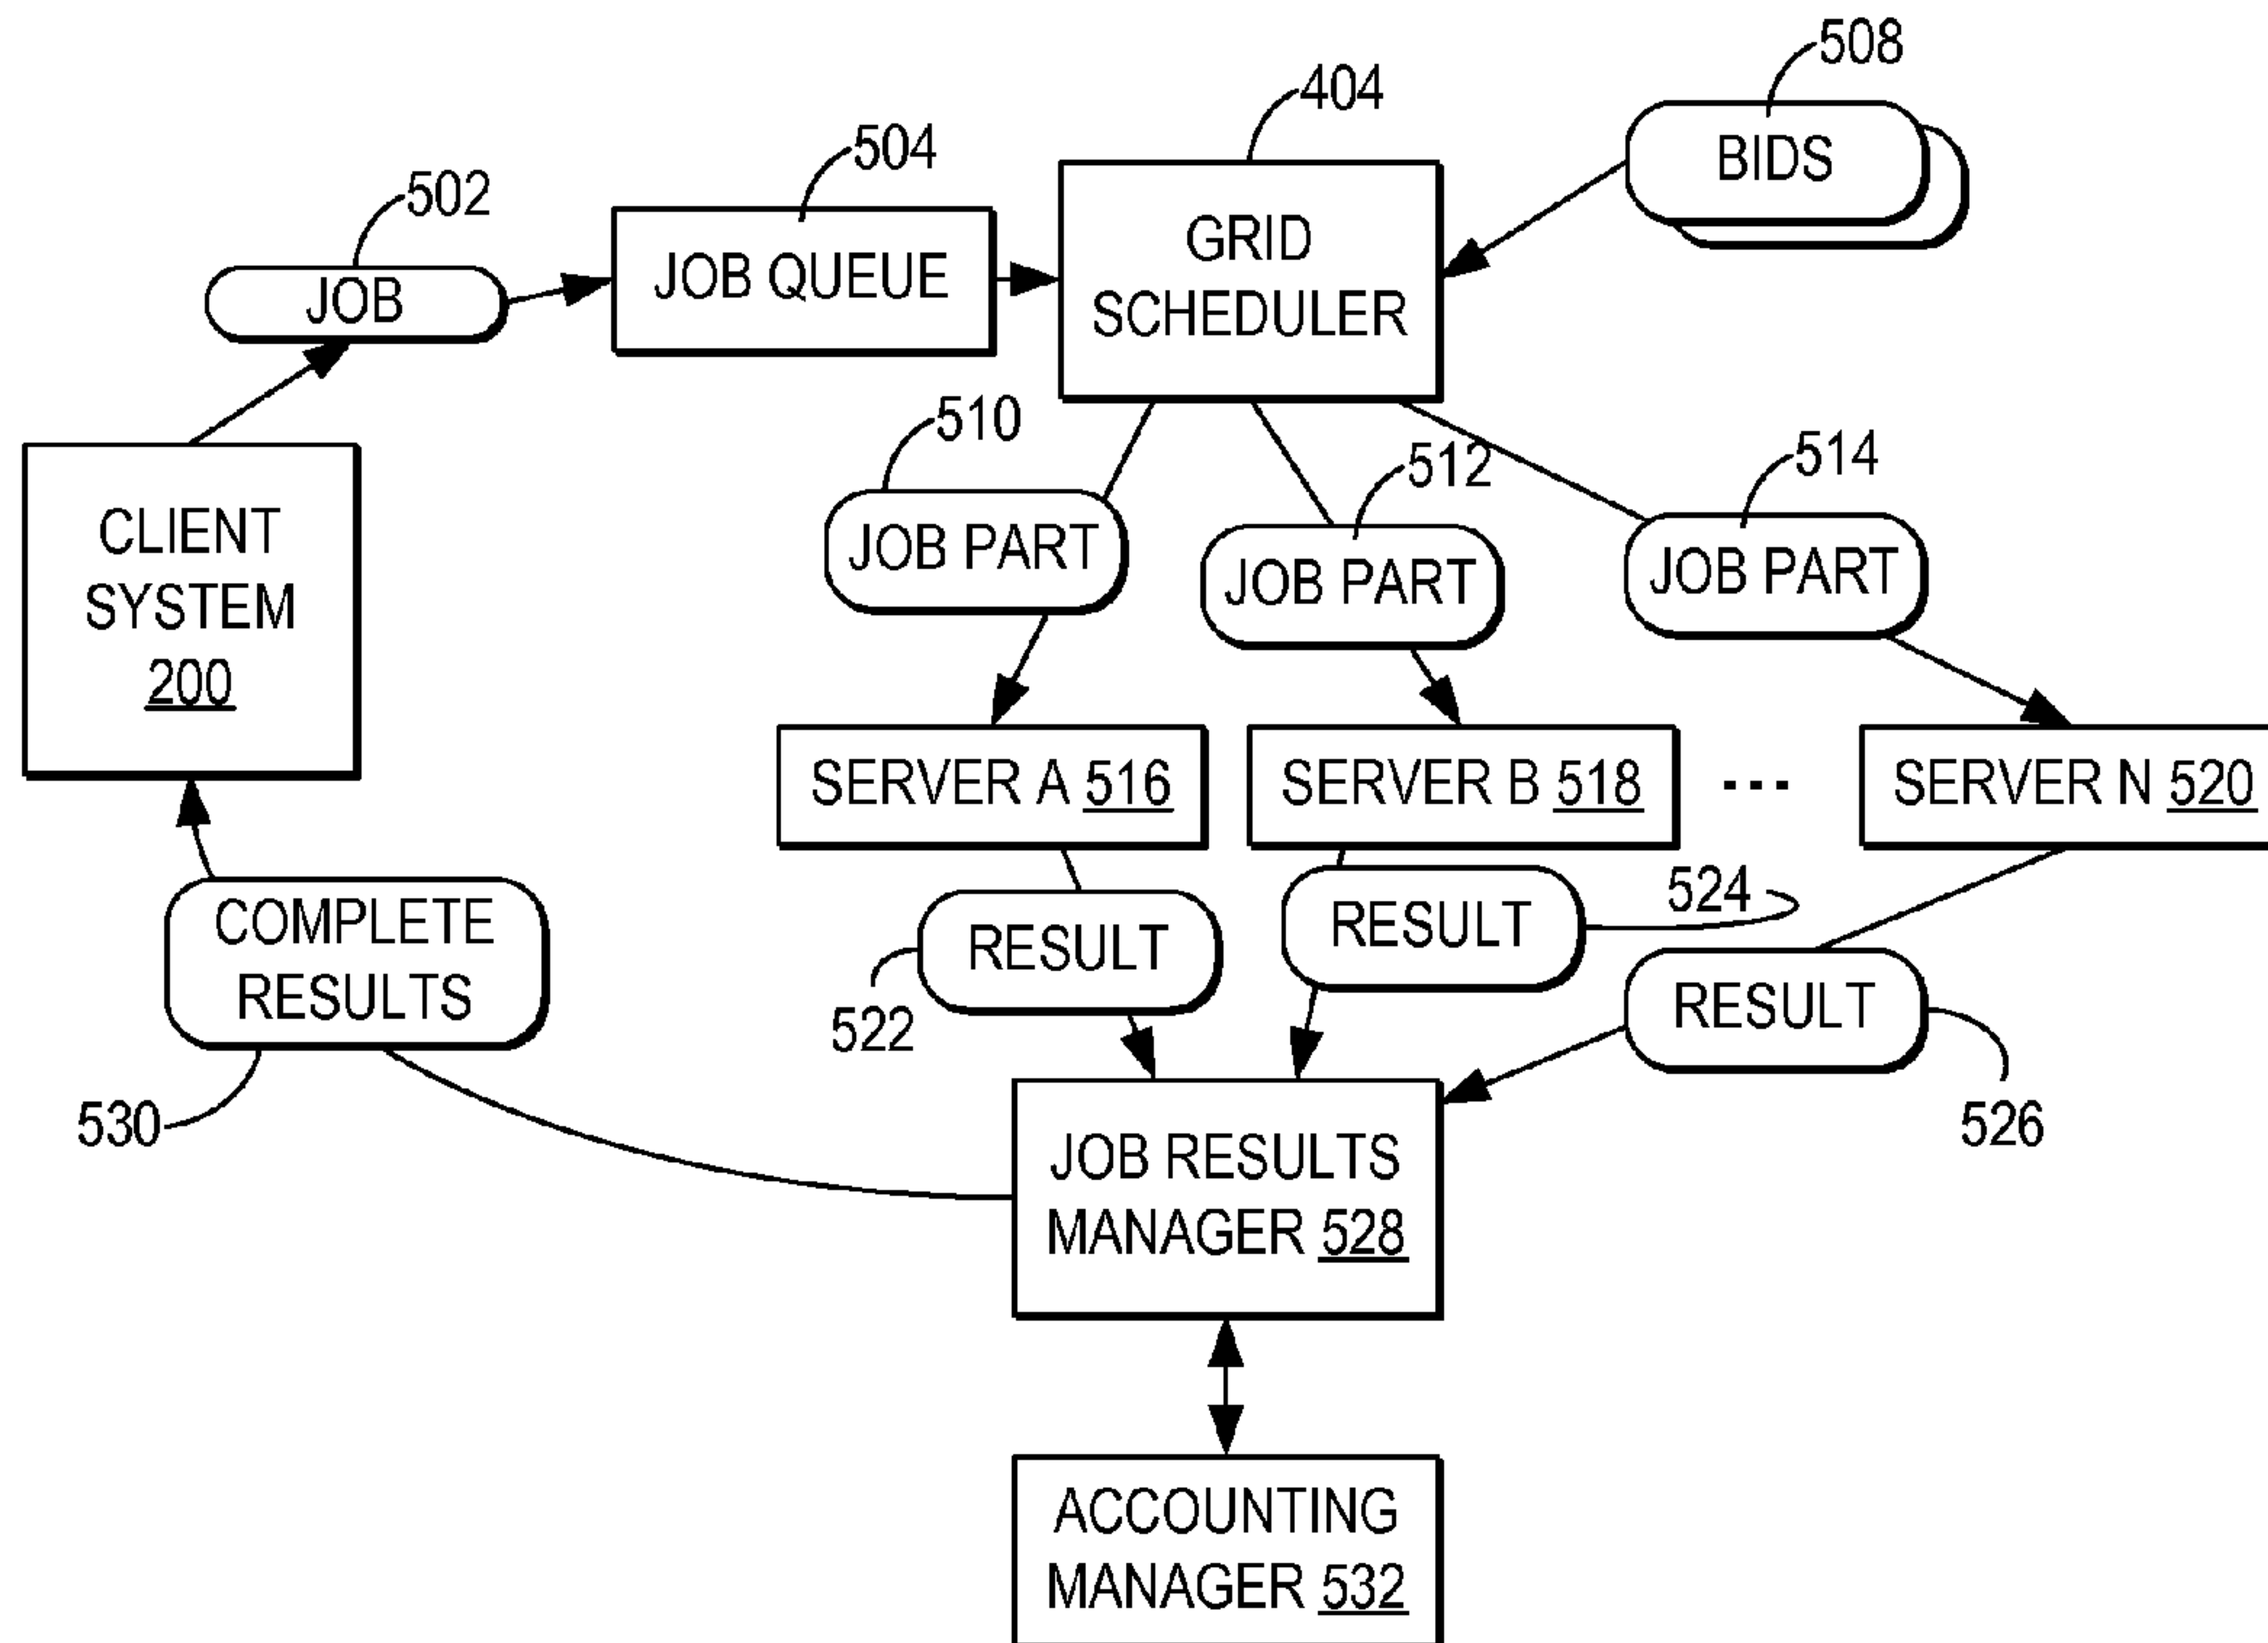 508
404
504
502
BIDS
GRID
SCHEDULER
JOB QUEUE
JOB
510
512
514
CLIENT
SYSTEM
200
JOB PART
JOB PART
JOB PART
SERVER A 516
SERVER B 518
...
SERVER N 520
COMPLETE
RESULTS
RESULT
RESULT
524
RESULT
522
530
526
JOB RESULTS
MANAGER 528
ACCOUNTING
MANAGER 532